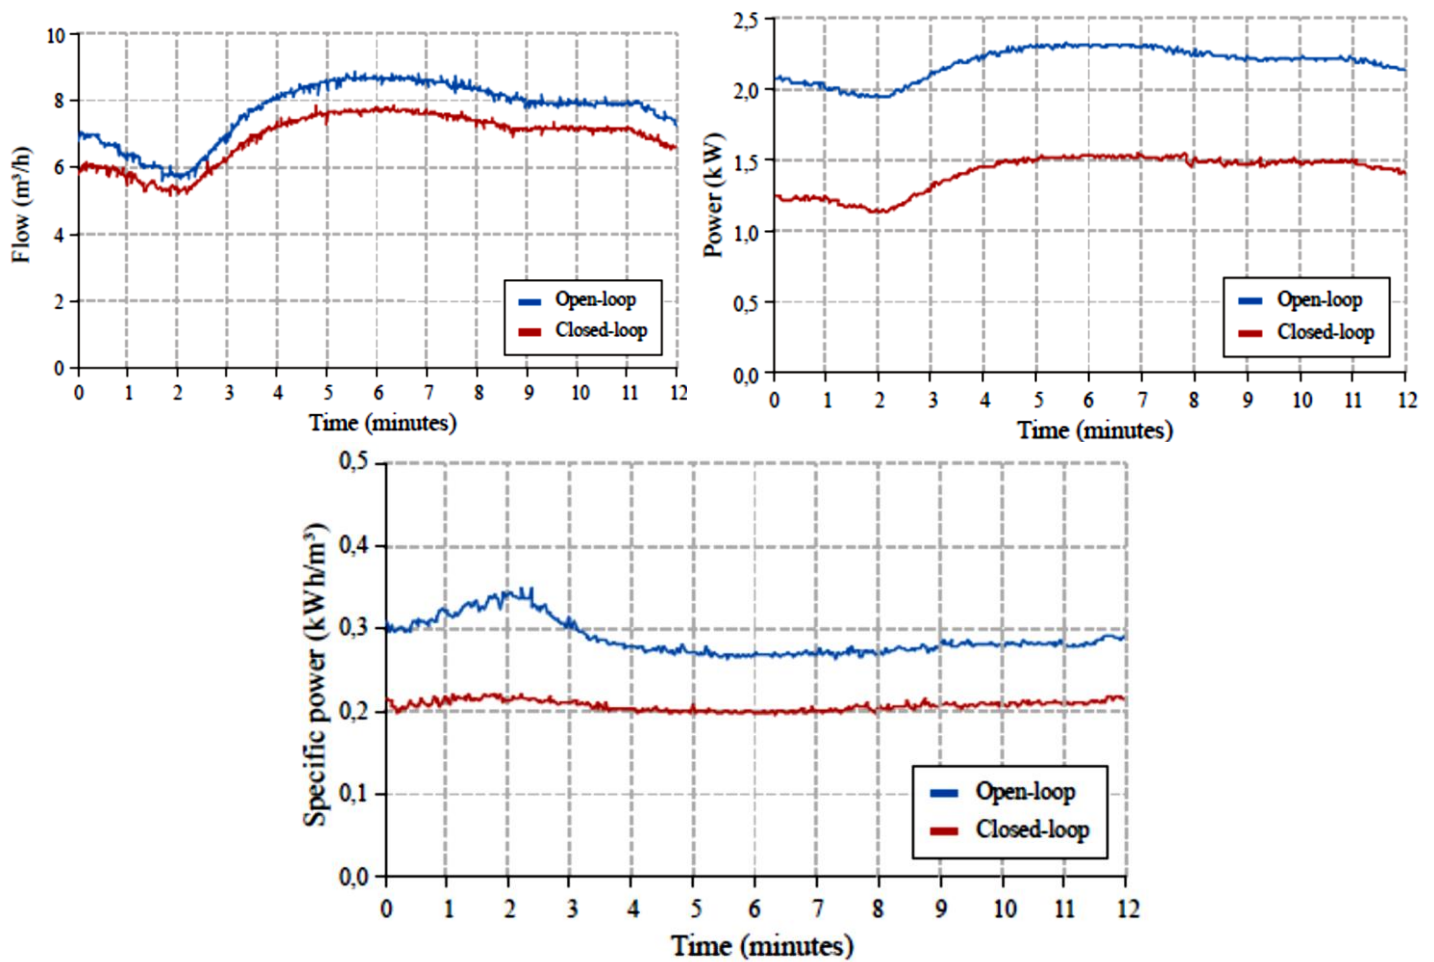 10
8
6
4
2
0
Flow (m³/h)
Open-loop
Closed-loop
0 1 2 3 4 5 6 7 8 9 10 11 12
Time (minutes)
2,5
2,0
1,5
1,0
0,5
0,0
Power (kW)
Open-loop
Closed-loop
0 1 2 3 4 5 6 7 8 9 10 11 12
Time (minutes)
0,5
0,4
0,3
0,2
0,1
0,0
Specific power (kWh/m³)
Open-loop
Closed-loop
0 1 2 3 4 5 6 7 8 9 10 11 12
Time (minutes)